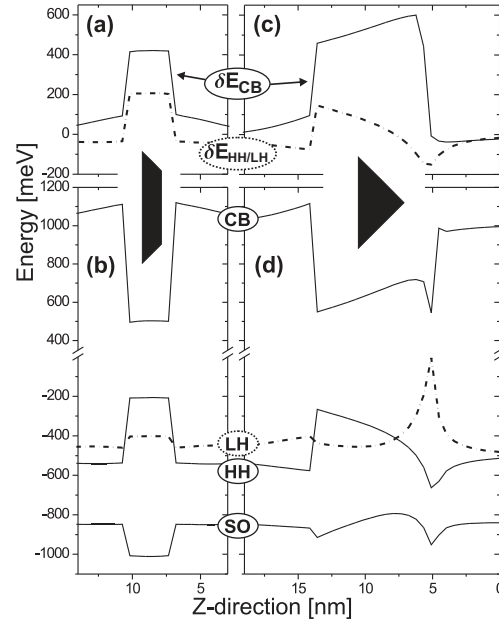 (a)
(c)
600
400
200
0
200
δE_CB
δE_HH/LH
Energy [meV]
1200
1000
800
600
400
-200
-400
-600
-800
-1000
(b)
(d)
CB
LH
HH
SO
10
5
15
10
5
0
Z-direction [nm]